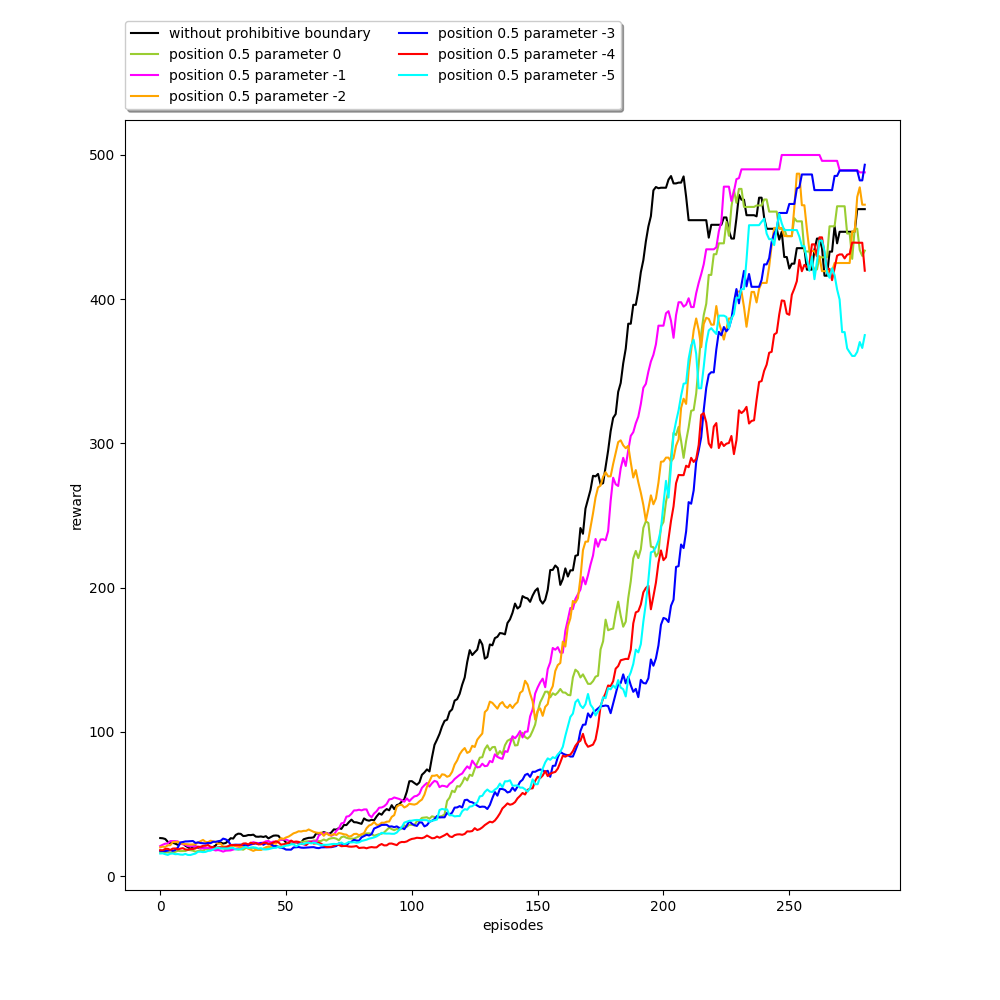 without prohibitive boundary
position 0.5 parameter 0
position 0.5 parameter -1
position 0.5 parameter -2
position 0.5 parameter -3
position 0.5 parameter -4
position 0.5 parameter -5
500
400
300
200
100
0
reward
0 50 100 150 200 250
episodes